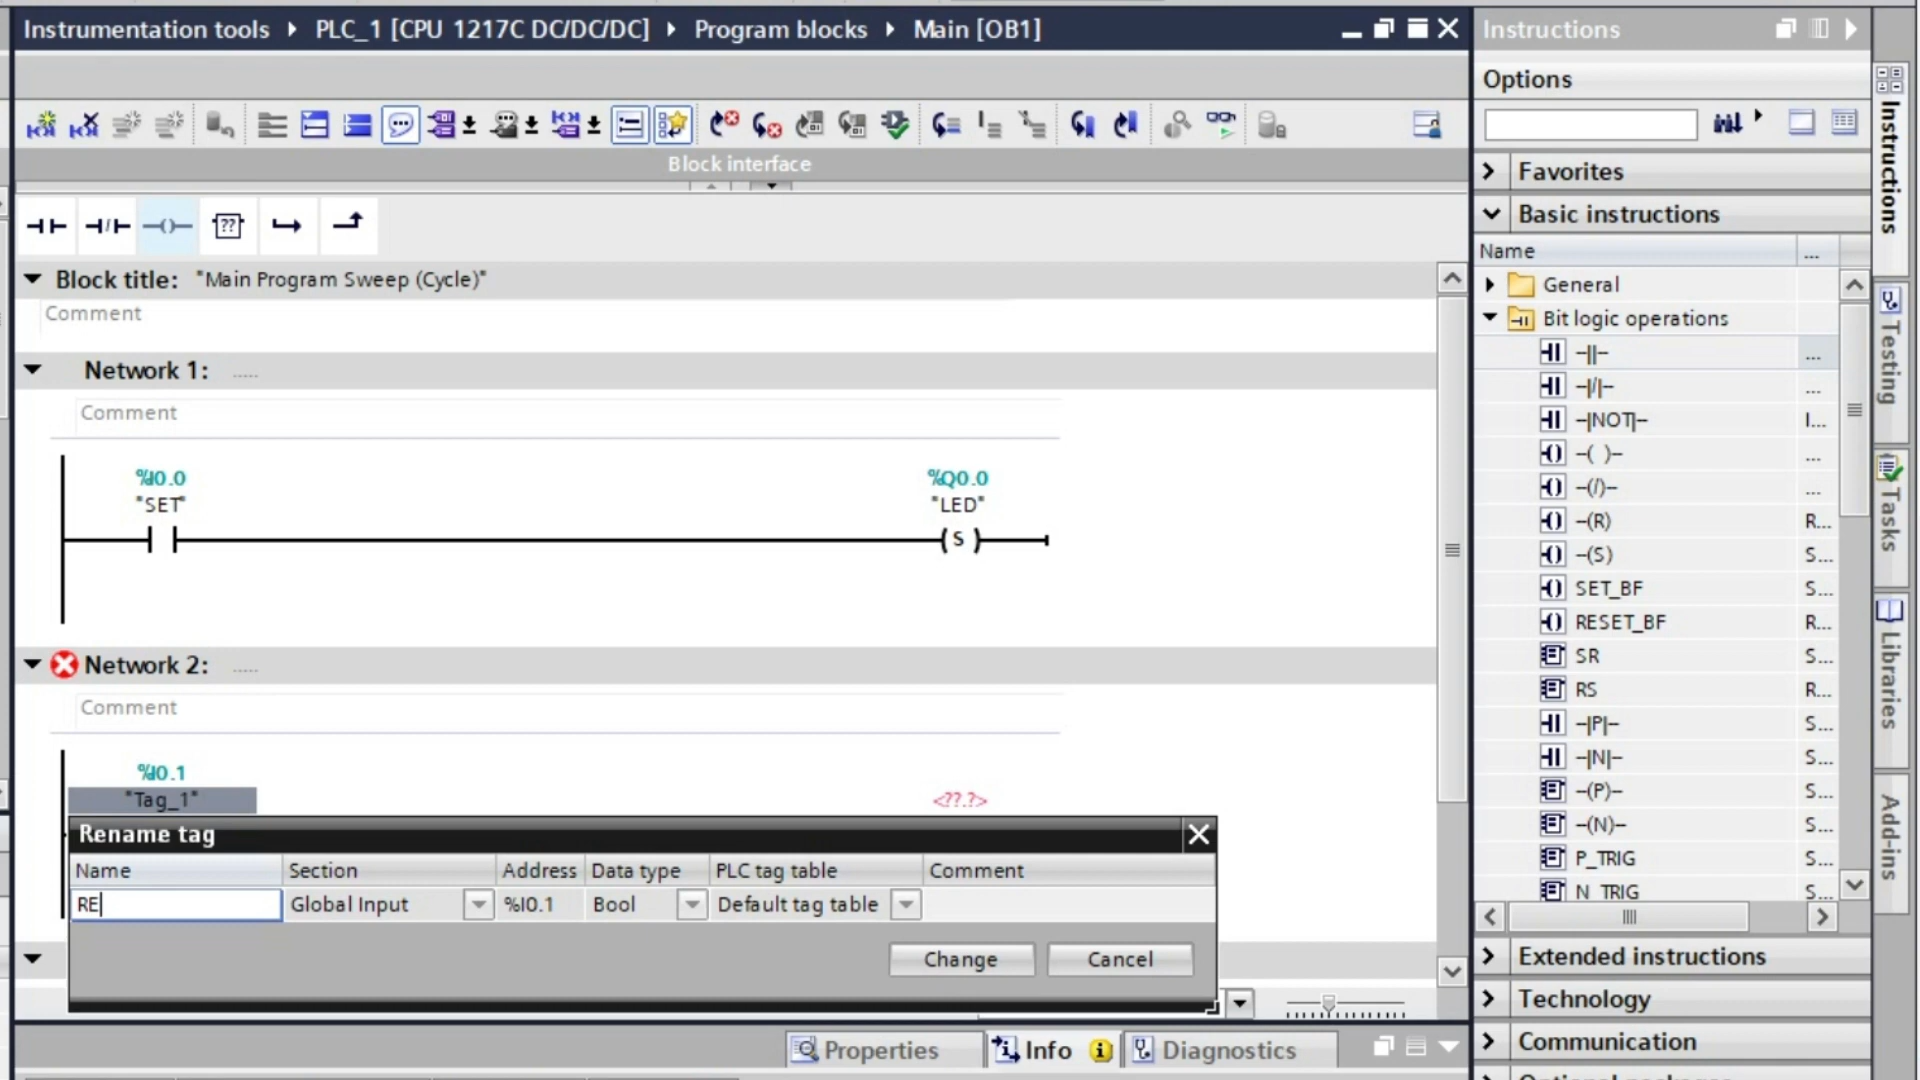 Instrumentation tools ▸ PLC_1 [CPU 1217C DC/DC/DC] ▸ Program blocks ▸ Main [OB1]
Block interface
??
Block title: "Main Program Sweep (Cycle)"
Comment
Network 1: .....
Comment
%I0.0
"SET"
%Q0.0
"LED"
( S )
Network 2: .....
Comment
%I0.1
"Tag_1"
<??.?>
Rename tag
Name Section Address Data type PLC tag table Comment
RE Global Input %I0.1 Bool Default tag table
Change Cancel
Properties Info Diagnostics
Instructions
Options
Favorites
Basic instructions
Name ...
General
Bit logic operations
-||- ...
-|/|- ...
-|NOT|- I...
-( )- ...
-(/)- ...
-(R) R...
-(S) S...
SET_BF S...
RESET_BF R...
SR S...
RS R...
-|P|- S...
-|N|- S...
-(P)- S...
-(N)- S...
P_TRIG S...
N_TRIG S...
Extended instructions
Technology
Communication
Instructions
Testing
Tasks
Libraries
Add-ins